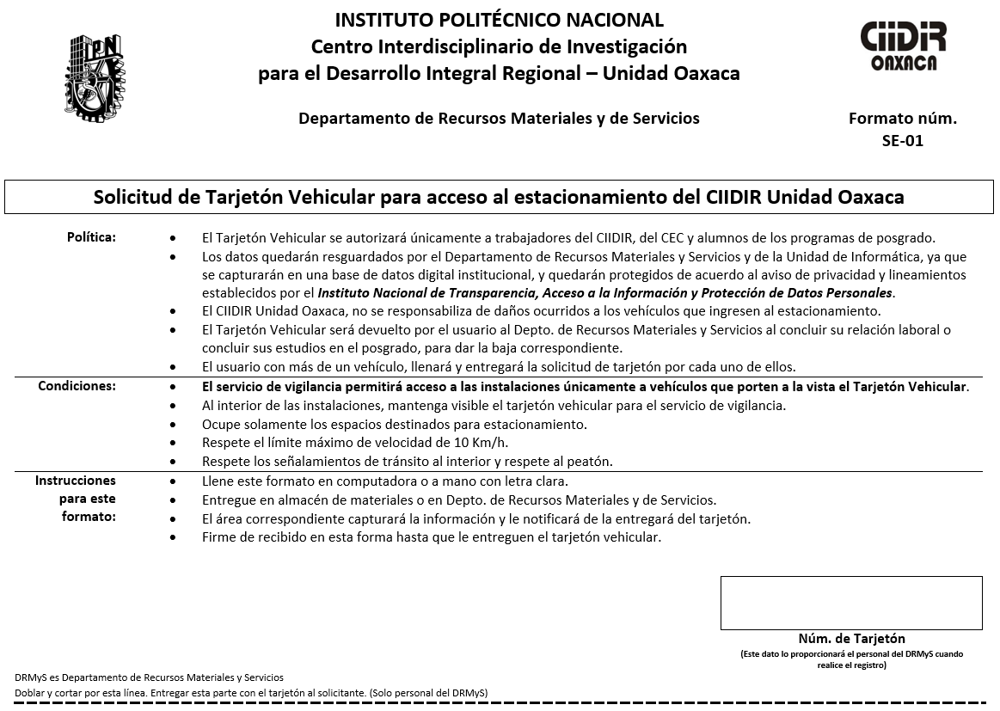 INSTITUTO POLITÉCNICO NACIONAL
Centro Interdisciplinario de Investigación
para el Desarrollo Integral Regional – Unidad Oaxaca
IPN
CiiDiR
OAXACA
Departamento de Recursos Materiales y de Servicios
Formato núm.
SE-01
Solicitud de Tarjetón Vehicular para acceso al estacionamiento del CIIDIR Unidad Oaxaca
Política:
• El Tarjetón Vehicular se autorizará únicamente a trabajadores del CIIDIR, del CEC y alumnos de los programas de posgrado.
• Los datos quedarán resguardados por el Departamento de Recursos Materiales y Servicios y de la Unidad de Informática, ya que
se capturarán en una base de datos digital institucional, y quedarán protegidos de acuerdo al aviso de privacidad y lineamientos
establecidos por el Instituto Nacional de Transparencia, Acceso a la Información y Protección de Datos Personales.
• El CIIDIR Unidad Oaxaca, no se responsabiliza de daños ocurridos a los vehículos que ingresen al estacionamiento.
• El Tarjetón Vehicular será devuelto por el usuario al Depto. de Recursos Materiales y Servicios al concluir su relación laboral o
concluir sus estudios en el posgrado, para dar la baja correspondiente.
• El usuario con más de un vehículo, llenará y entregará la solicitud de tarjetón por cada uno de ellos.
Condiciones:
• El servicio de vigilancia permitirá acceso a las instalaciones únicamente a vehículos que porten a la vista el Tarjetón Vehicular.
• Al interior de las instalaciones, mantenga visible el tarjetón vehicular para el servicio de vigilancia.
• Ocupe solamente los espacios destinados para estacionamiento.
• Respete el límite máximo de velocidad de 10 Km/h.
• Respete los señalamientos de tránsito al interior y respete al peatón.
Instrucciones
para este
formato:
• Llene este formato en computadora o a mano con letra clara.
• Entregue en almacén de materiales o en Depto. de Recursos Materiales y de Servicios.
• El área correspondiente capturará la información y le notificará de la entregará del tarjetón.
• Firme de recibido en esta forma hasta que le entreguen el tarjetón vehicular.
Núm. de Tarjetón
(Este dato lo proporcionará el personal del DRMyS cuando
realice el registro)
DRMyS es Departamento de Recursos Materiales y Servicios
Doblar y cortar por esta línea. Entregar esta parte con el tarjetón al solicitante. (Solo personal del DRMyS)